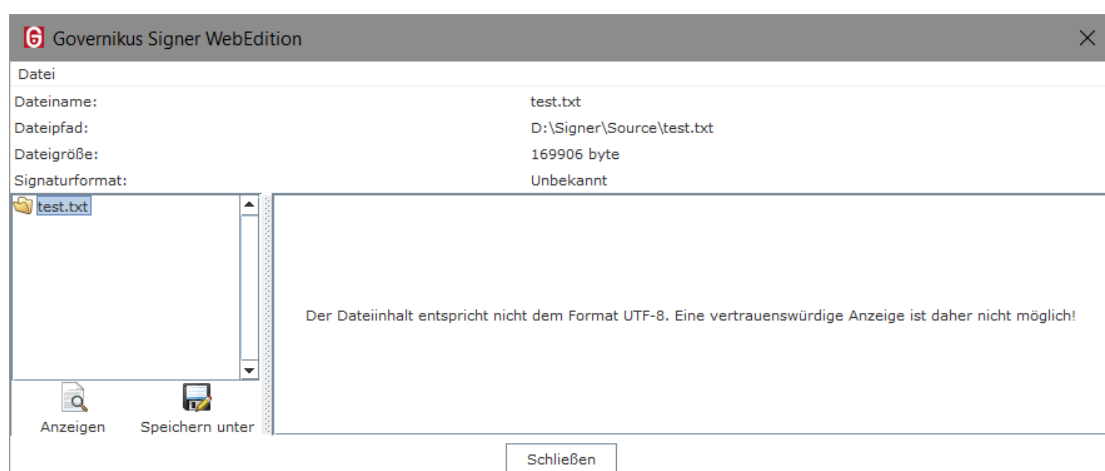 Governikus Signer WebEdition
Datei
Dateiname: test.txt
Dateipfad: D:\Signer\Source\test.txt
Dateigröße: 169906 byte
Signaturformat: Unbekannt
test.txt
Der Dateiinhalt entspricht nicht dem Format UTF-8. Eine vertrauenswürdige Anzeige ist daher nicht möglich!
Anzeigen Speichern unter
Schließen